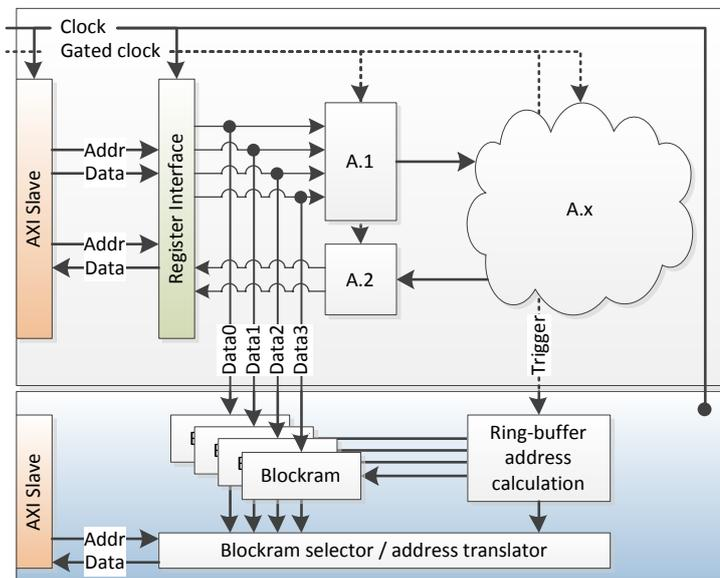 Clock
Gated clock
AXI Slave
Addr
Data
Addr
Data
Register Interface
A.1
A.2
A.x
Data0
Data1
Data2
Data3
Trigger
AXI Slave
Addr
Data
Blockram
Ring-buffer
address
calculation
Blockram selector / address translator